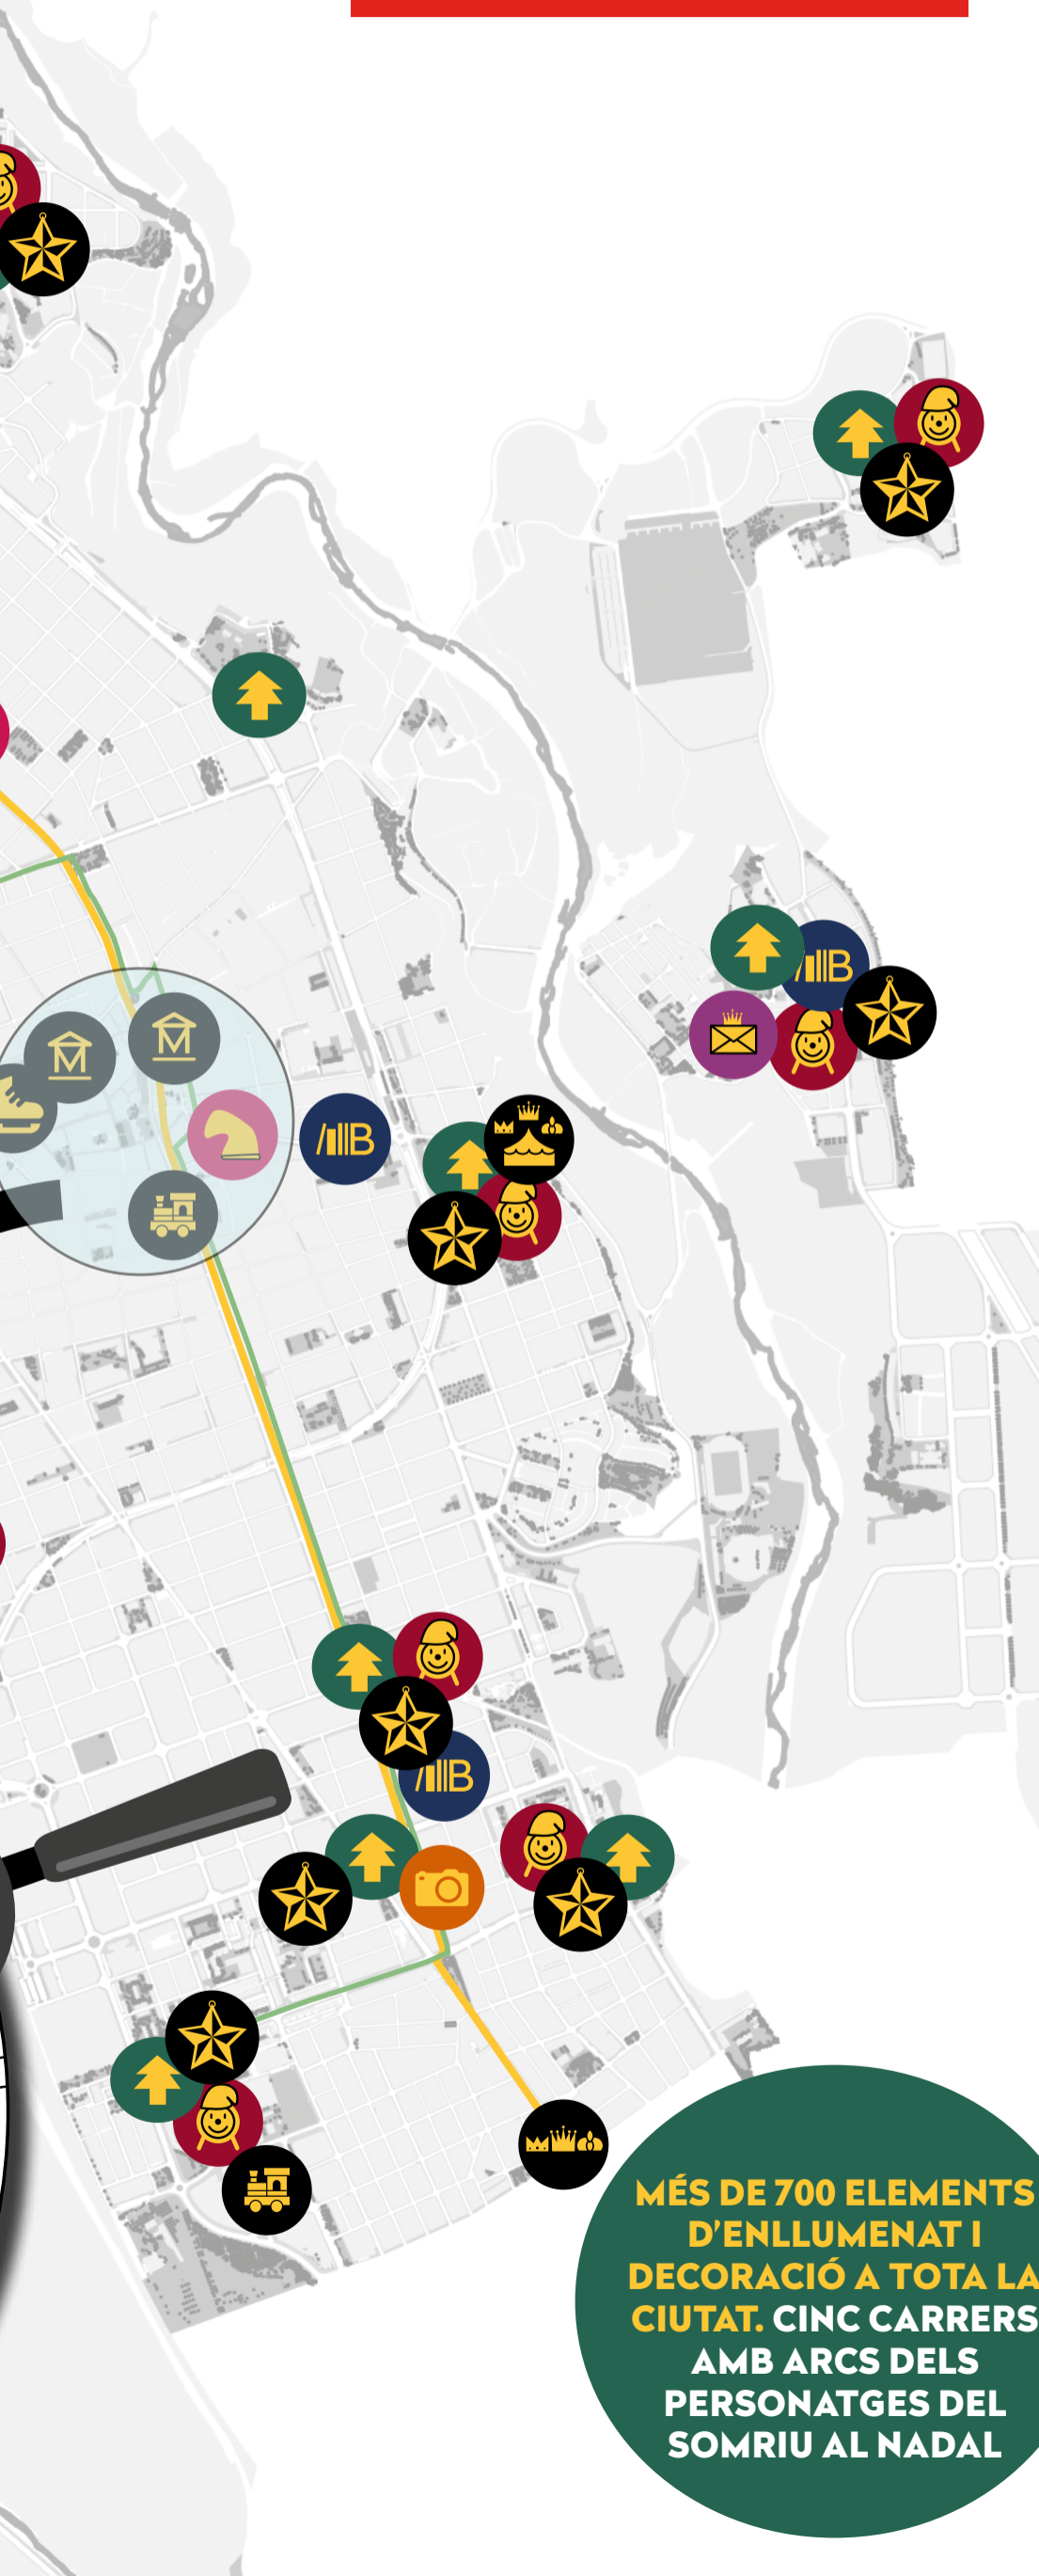 B
B
B
MÉS DE 700 ELEMENTS
D'ENLLUMENAT I
DECORACIÓ A TOTA LA
CIUTAT. CINC CARRERS
AMB ARCS DELS
PERSONATGES DEL
SOMRIU AL NADAL